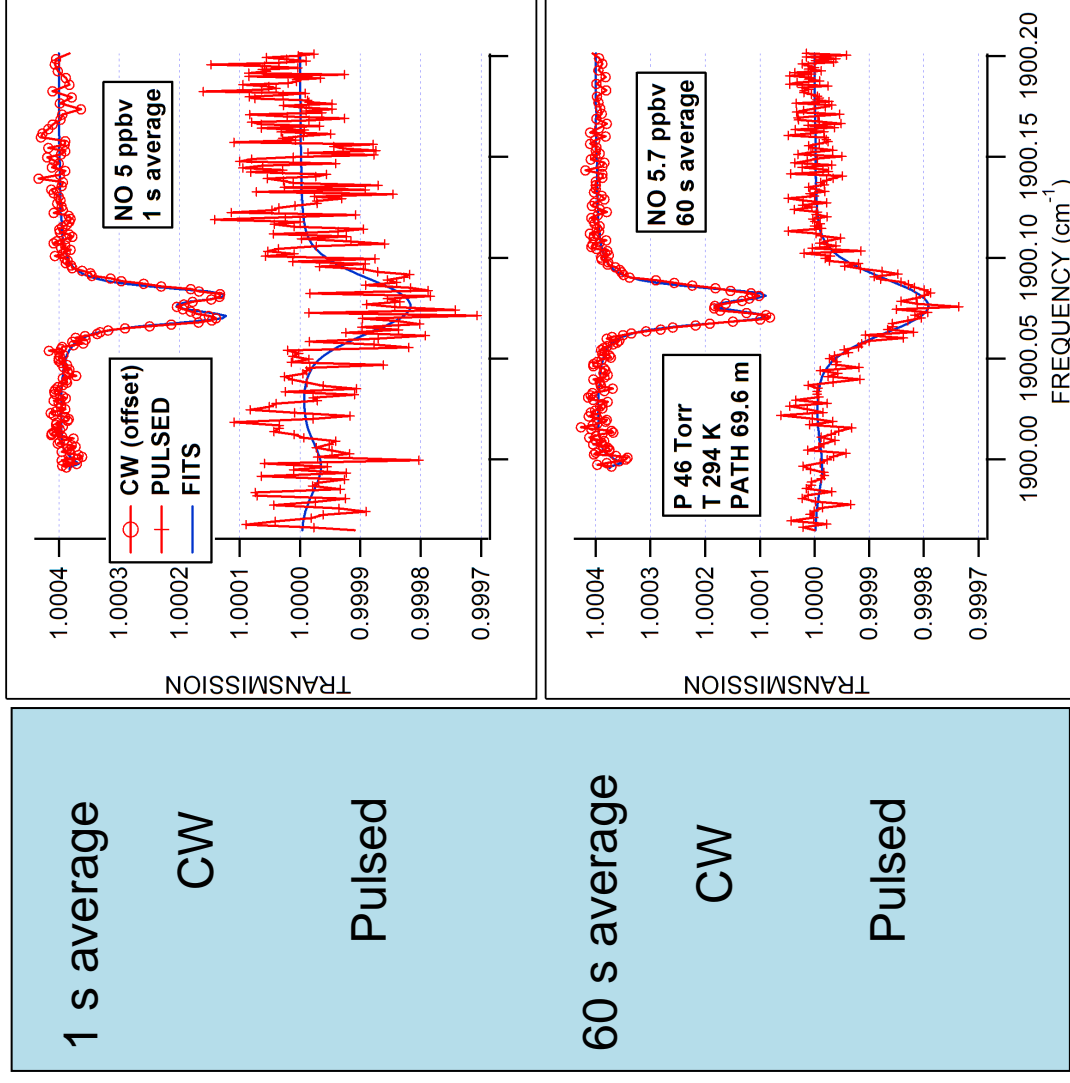 1 s average
CW
Pulsed
60 s average
CW
Pulsed
TRANSMISSION
1.0004
1.0003
1.0002
1.0001
1.0000
0.9999
0.9998
0.9997
CW (offset)
PULSED
FITS
NO 5 ppbv
1 s average
TRANSMISSION
1.0004
1.0003
1.0002
1.0001
1.0000
0.9999
0.9998
0.9997
P 46 Torr
T 294 K
PATH 69.6 m
NO 5.7 ppbv
60 s average
1900.00 1900.05 1900.10 1900.15 1900.20
FREQUENCY (cm⁻¹)